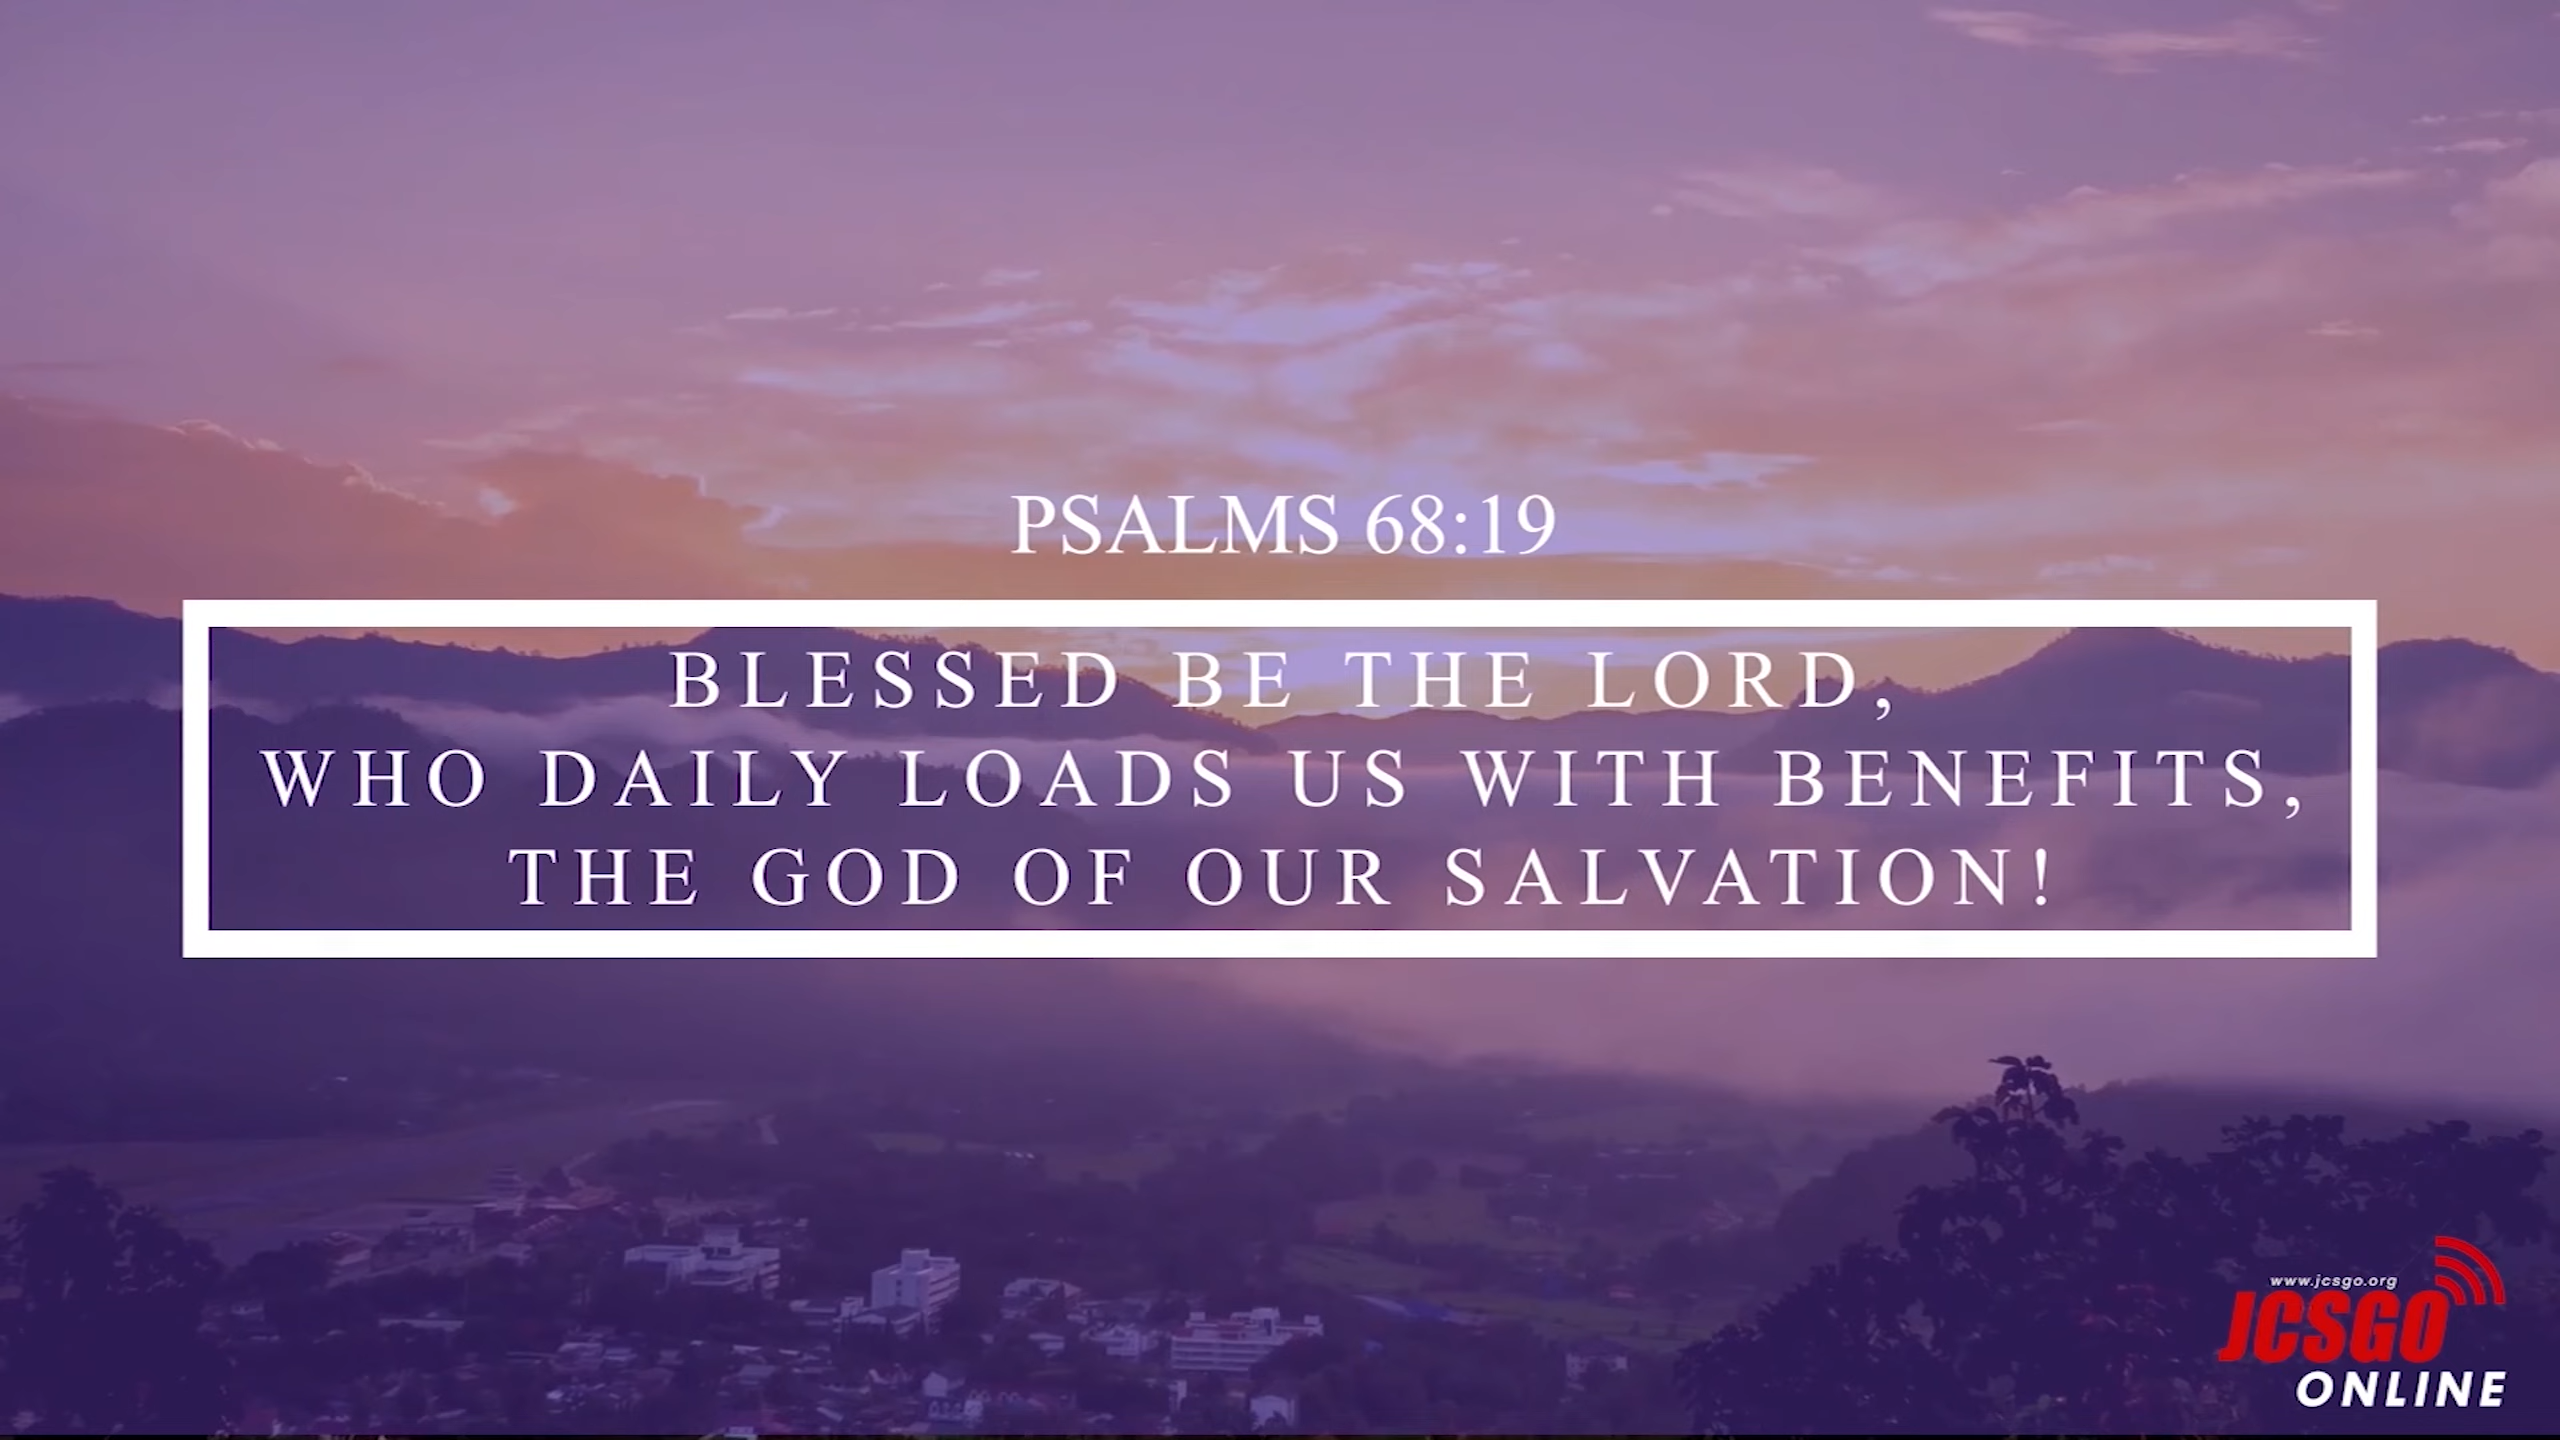 PSALMS 68:19
BLESSED BE THE LORD,
WHO DAILY LOADS US WITH BENEFITS,
THE GOD OF OUR SALVATION!
www.jcsgo.org
JCSGO
ONLINE